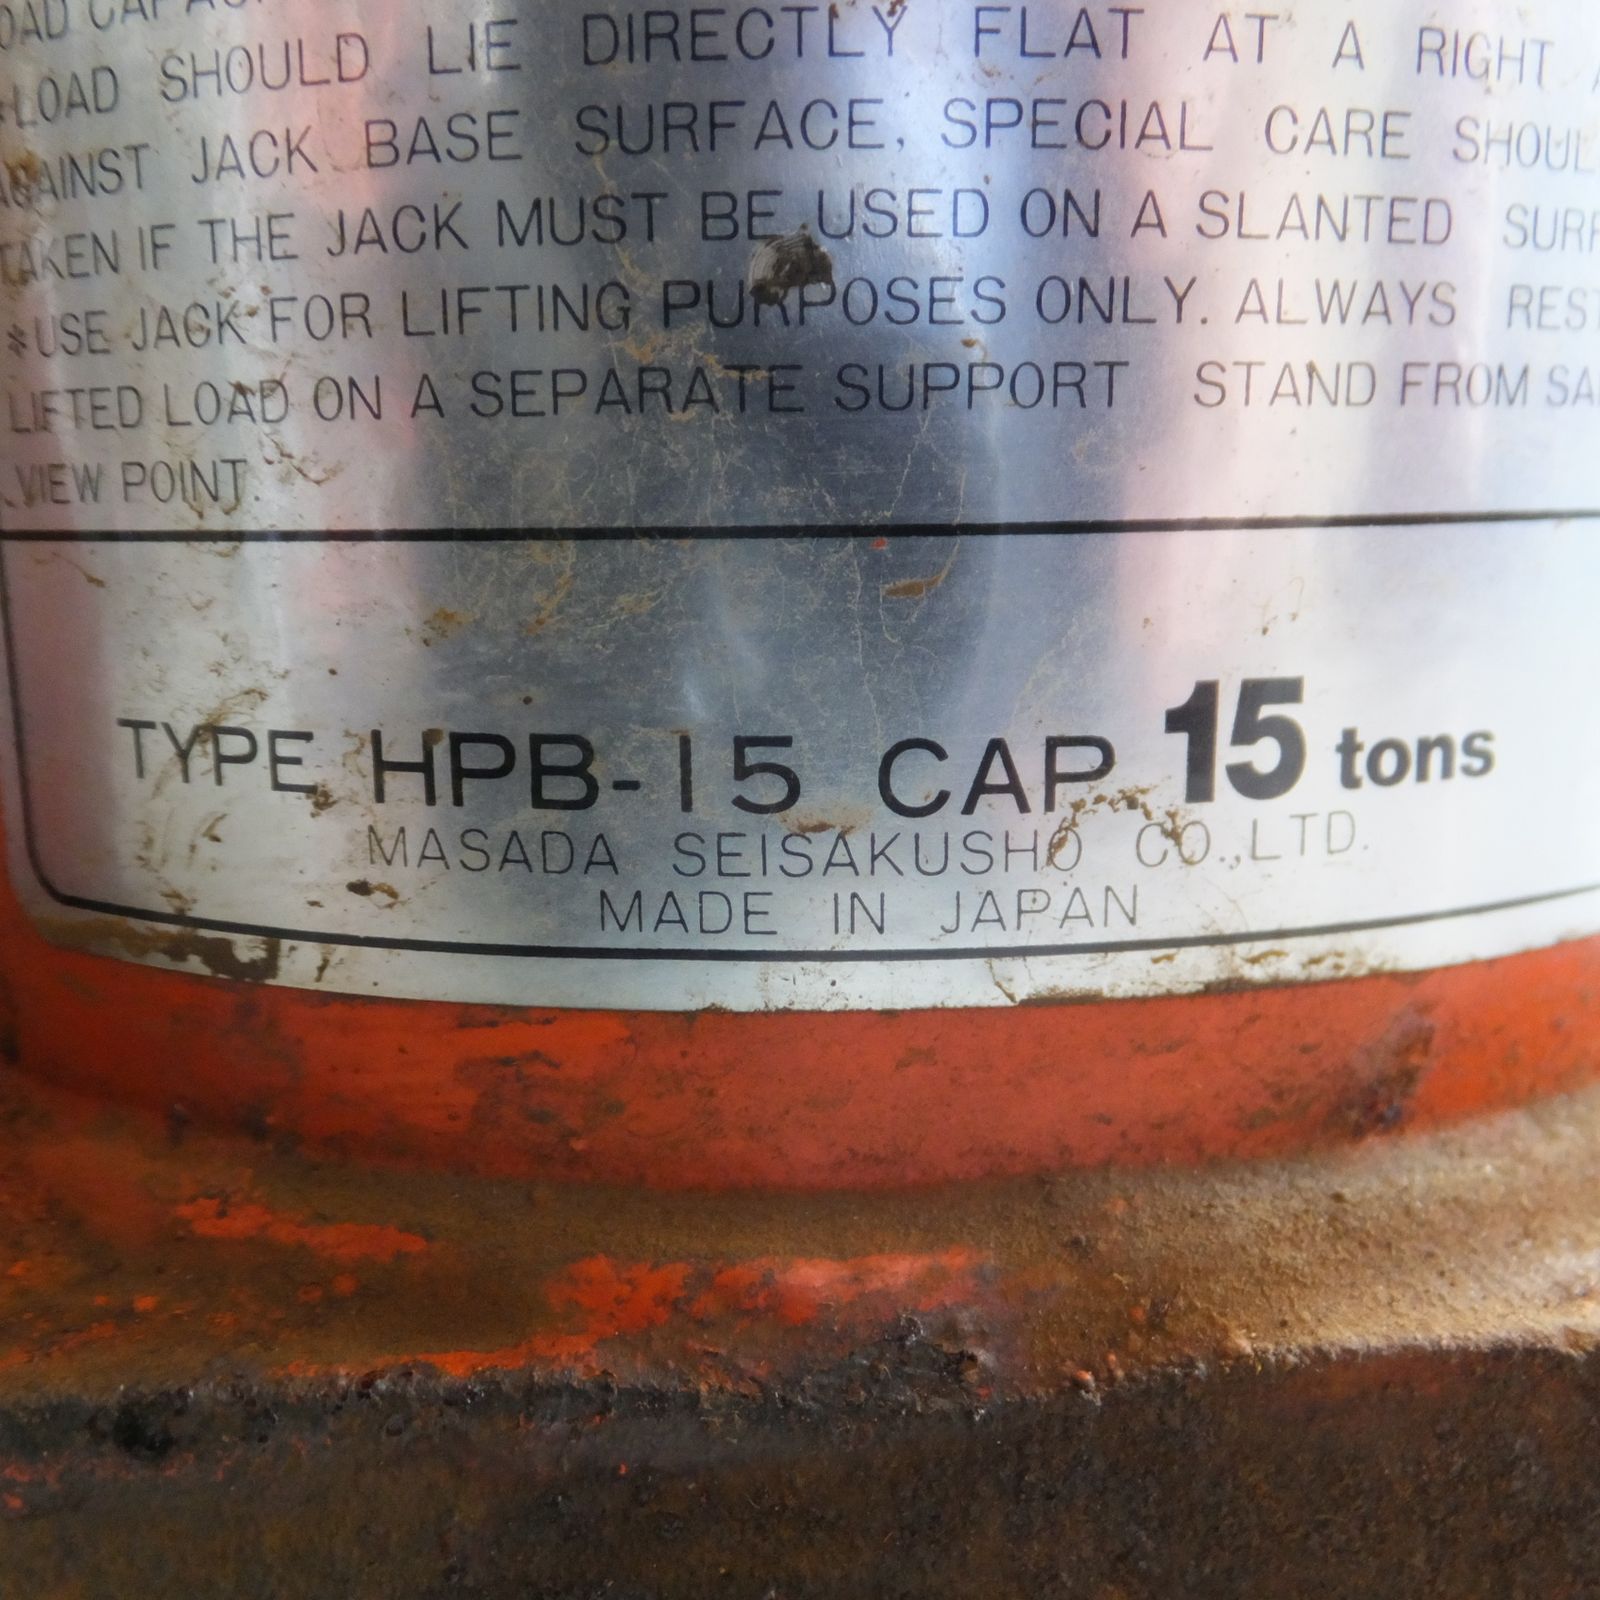 LOAD SHOULD LIE DIRECTLY FLAT AT A RIGHT
AGAINST JACK BASE SURFACE, SPECIAL CARE
TAKEN IF THE JACK MUST BE USED ON A SLANTED
*USE JACK FOR LIFTING PURPOSES ONLY. ALWAYS REST
LIFTED LOAD ON A SEPARATE SUPPORT STAND FROM
VIEW POINT.
TYPE HPB-15 CAP 15 tons
MASADA SEISAKUSHO CO.,LTD.
MADE IN JAPAN